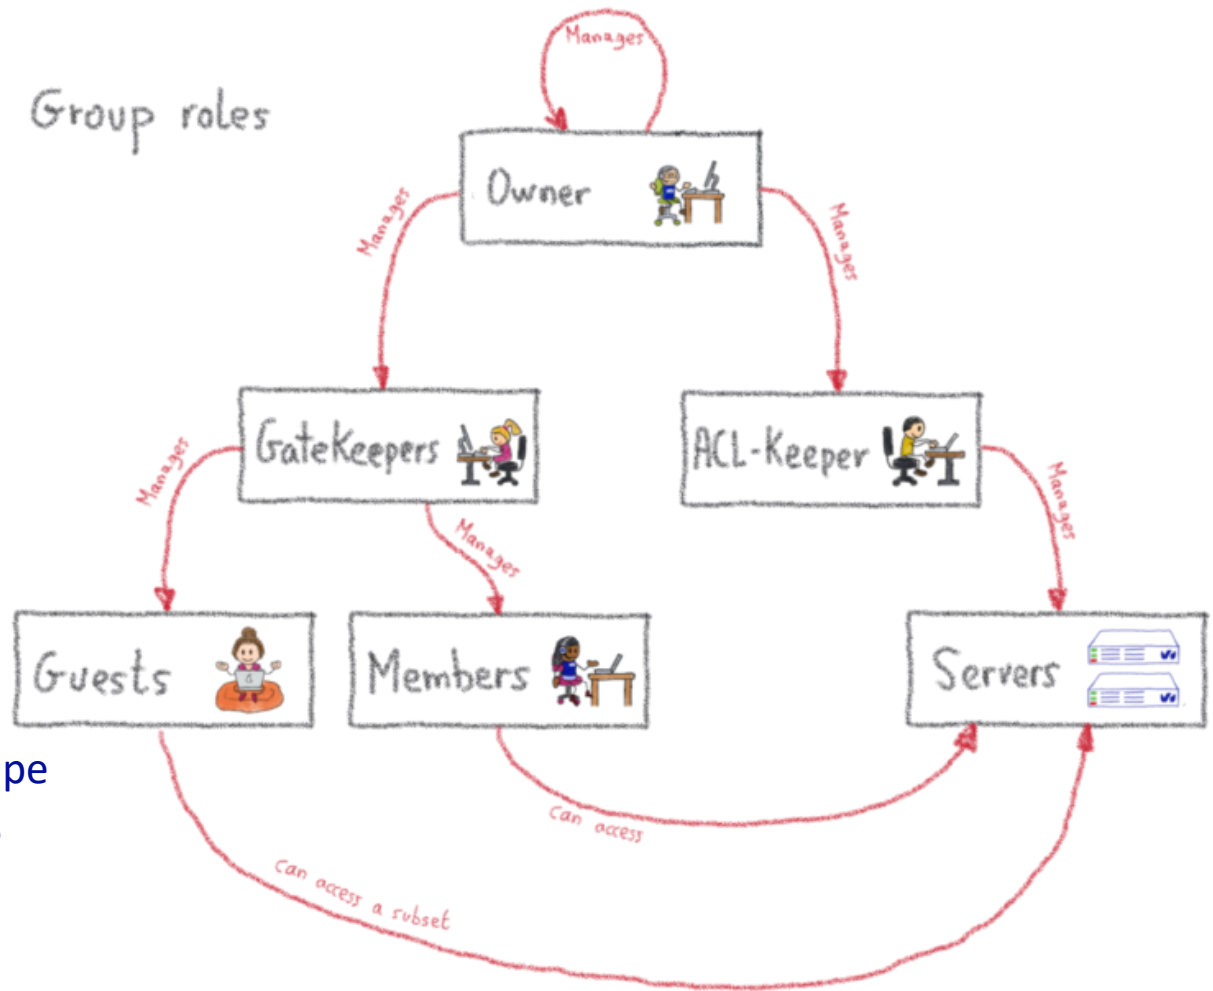 Manages
Group roles
Owner
Manages
Manages
GateKeepers
ACL-Keeper
Manages
Manages
Manages
Guests
Members
Servers
pe
can access
Can access a subset